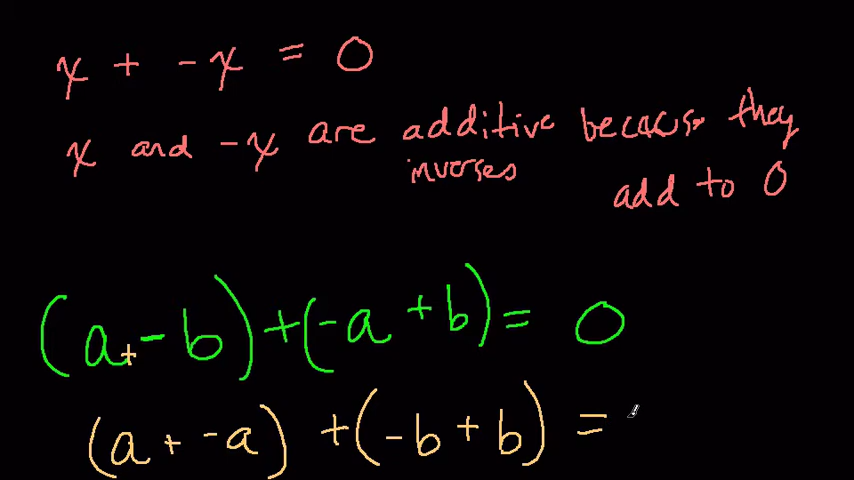 x + -x = 0
x and -x are additive inverses because they add to 0
(a + - b) + (-a + b) = 0
(a + -a) + (-b + b) =